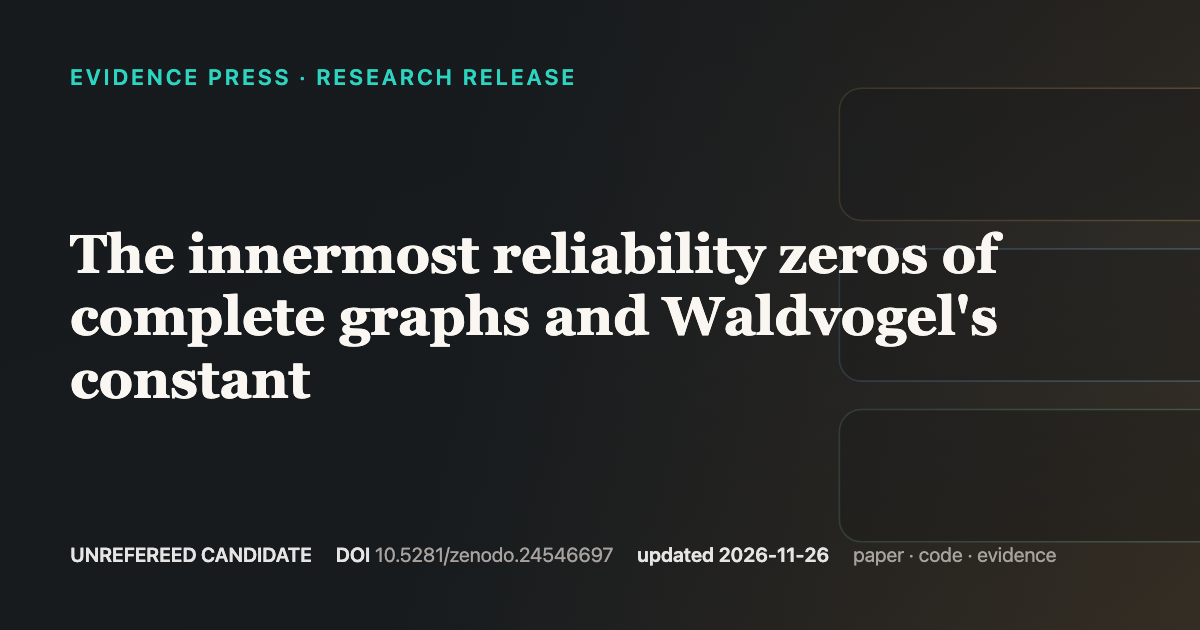 EVIDENCE PRESS · RESEARCH RELEASE
The innermost reliability zeros of
complete graphs and Waldvogel's
constant
UNREFEREED CANDIDATE DOI 10.5281/zenodo.24546697 updated 2026-11-26 paper · code · evidence